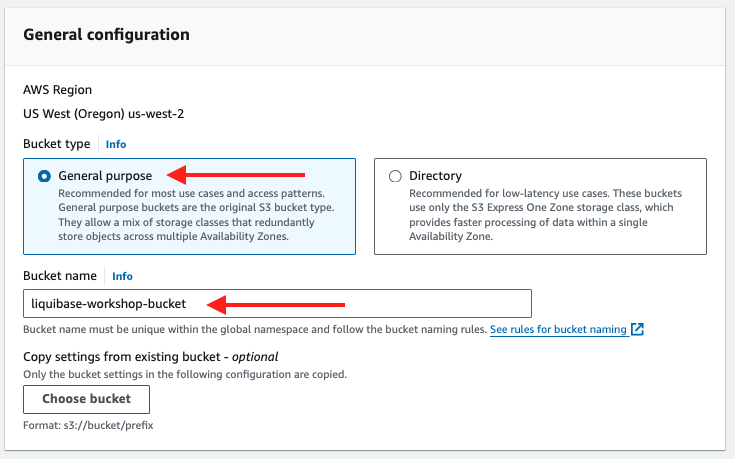 General configuration
AWS Region
US West (Oregon) us-west-2
Bucket type Info
General purpose
Recommended for most use cases and access patterns.
General purpose buckets are the original S3 bucket type.
They allow a mix of storage classes that redundantly
store objects across multiple Availability Zones.
Directory
Recommended for low-latency use cases. These buckets
use only the S3 Express One Zone storage class, which
provides faster processing of data within a single
Availability Zone.
Bucket name Info
liquibase-workshop-bucket
Bucket name must be unique within the global namespace and follow the bucket naming rules. See rules for bucket naming
Copy settings from existing bucket - optional
Only the bucket settings in the following configuration are copied.
Choose bucket
Format: s3://bucket/prefix